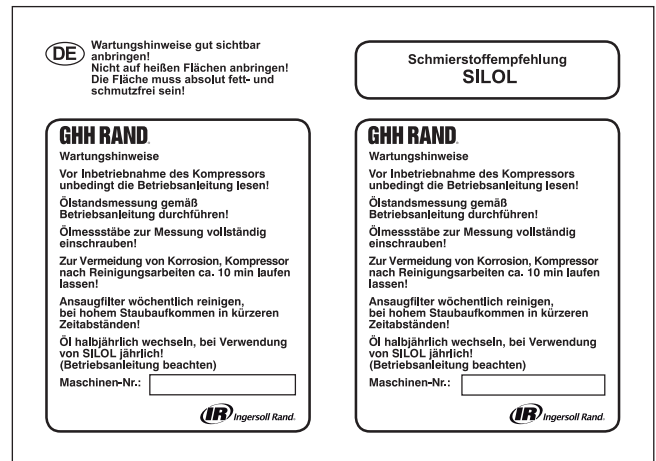 DE
Wartungshinweise gut sichtbar
anbringen!
Nicht auf heißen Flächen anbringen!
Die Fläche muss absolut fett- und
schmutzfrei sein!
Schmierstoffempfehlung
SILOL
GHH RAND.
Wartungshinweise
Vor Inbetriebnahme des Kompressors
unbedingt die Betriebsanleitung lesen!
Ölstandsmessung gemäß
Betriebsanleitung durchführen!
Ölmessstäbe zur Messung vollständig
einschrauben!
Zur Vermeidung von Korrosion, Kompressor
nach Reinigungsarbeiten ca. 10 min laufen
lassen!
Ansaugfilter wöchentlich reinigen,
bei hohem Staubaufkommen in kürzeren
Zeitabständen!
Öl halbjährlich wechseln, bei Verwendung
von SILOL jährlich!
(Betriebsanleitung beachten)
Maschinen-Nr.:
IR Ingersoll Rand.
GHH RAND.
Wartungshinweise
Vor Inbetriebnahme des Kompressors
unbedingt die Betriebsanleitung lesen!
Ölstandsmessung gemäß
Betriebsanleitung durchführen!
Ölmessstäbe zur Messung vollständig
einschrauben!
Zur Vermeidung von Korrosion, Kompressor
nach Reinigungsarbeiten ca. 10 min laufen
lassen!
Ansaugfilter wöchentlich reinigen,
bei hohem Staubaufkommen in kürzeren
Zeitabständen!
Öl halbjährlich wechseln, bei Verwendung
von SILOL jährlich!
(Betriebsanleitung beachten)
Maschinen-Nr.:
IR Ingersoll Rand.